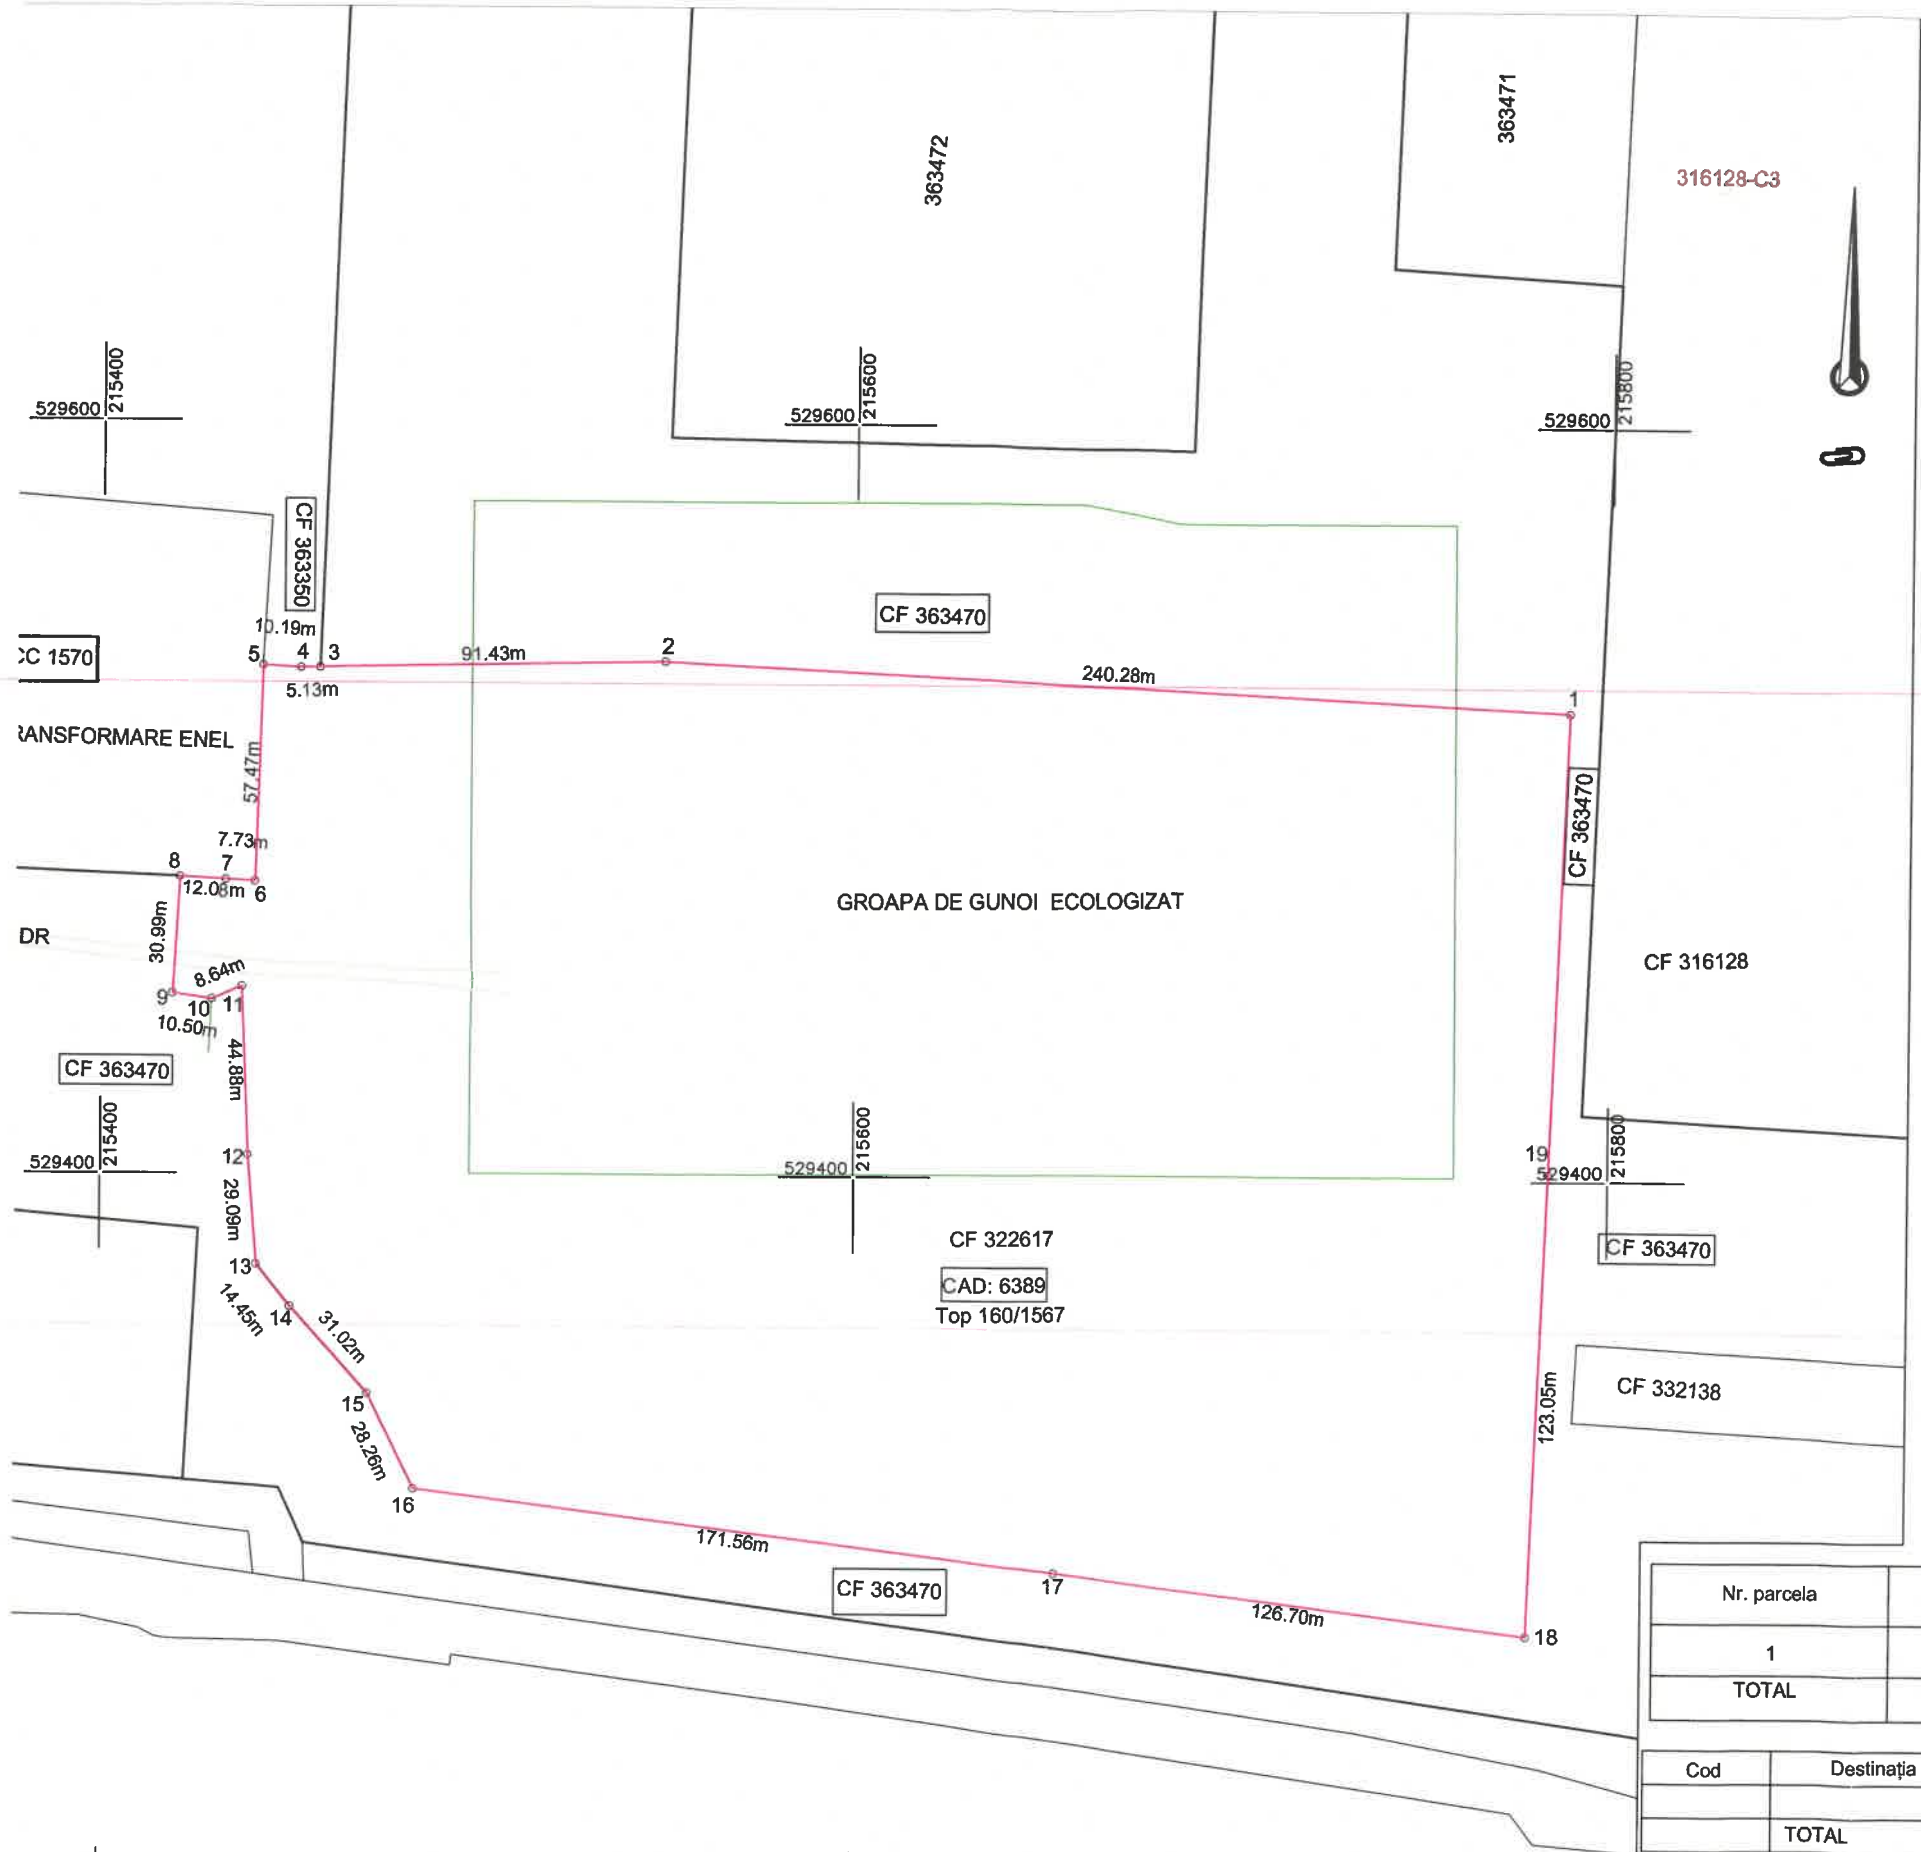 363472
363471
316128-C3
529600
215400
529600
215600
529600
215800
CF 363350
CF 363470
10.19m
5
4
3
91.43m
2
240.28m
5.13m
1
CC 1570
RANSFORMARE ENEL
57.47m
CF 363470
7.73m
8
7
12.08m
6
GROAPA DE GUNOI ECOLOGIZAT
30.99m
DR
8.64m
CF 316128
9
10
11
10.50m
44.88m
CF 363470
529400
215400
12
529400
215600
19
529400
215800
29.09m
CF 322617
CF 363470
13
CAD: 6389
Top 160/1567
14.45m
14
31.02m
CF 332138
15
123.05m
28.26m
16
171.56m
17
CF 363470
126.70m
18
Nr. parcela
1
TOTAL
Cod
Destinația
TOTAL